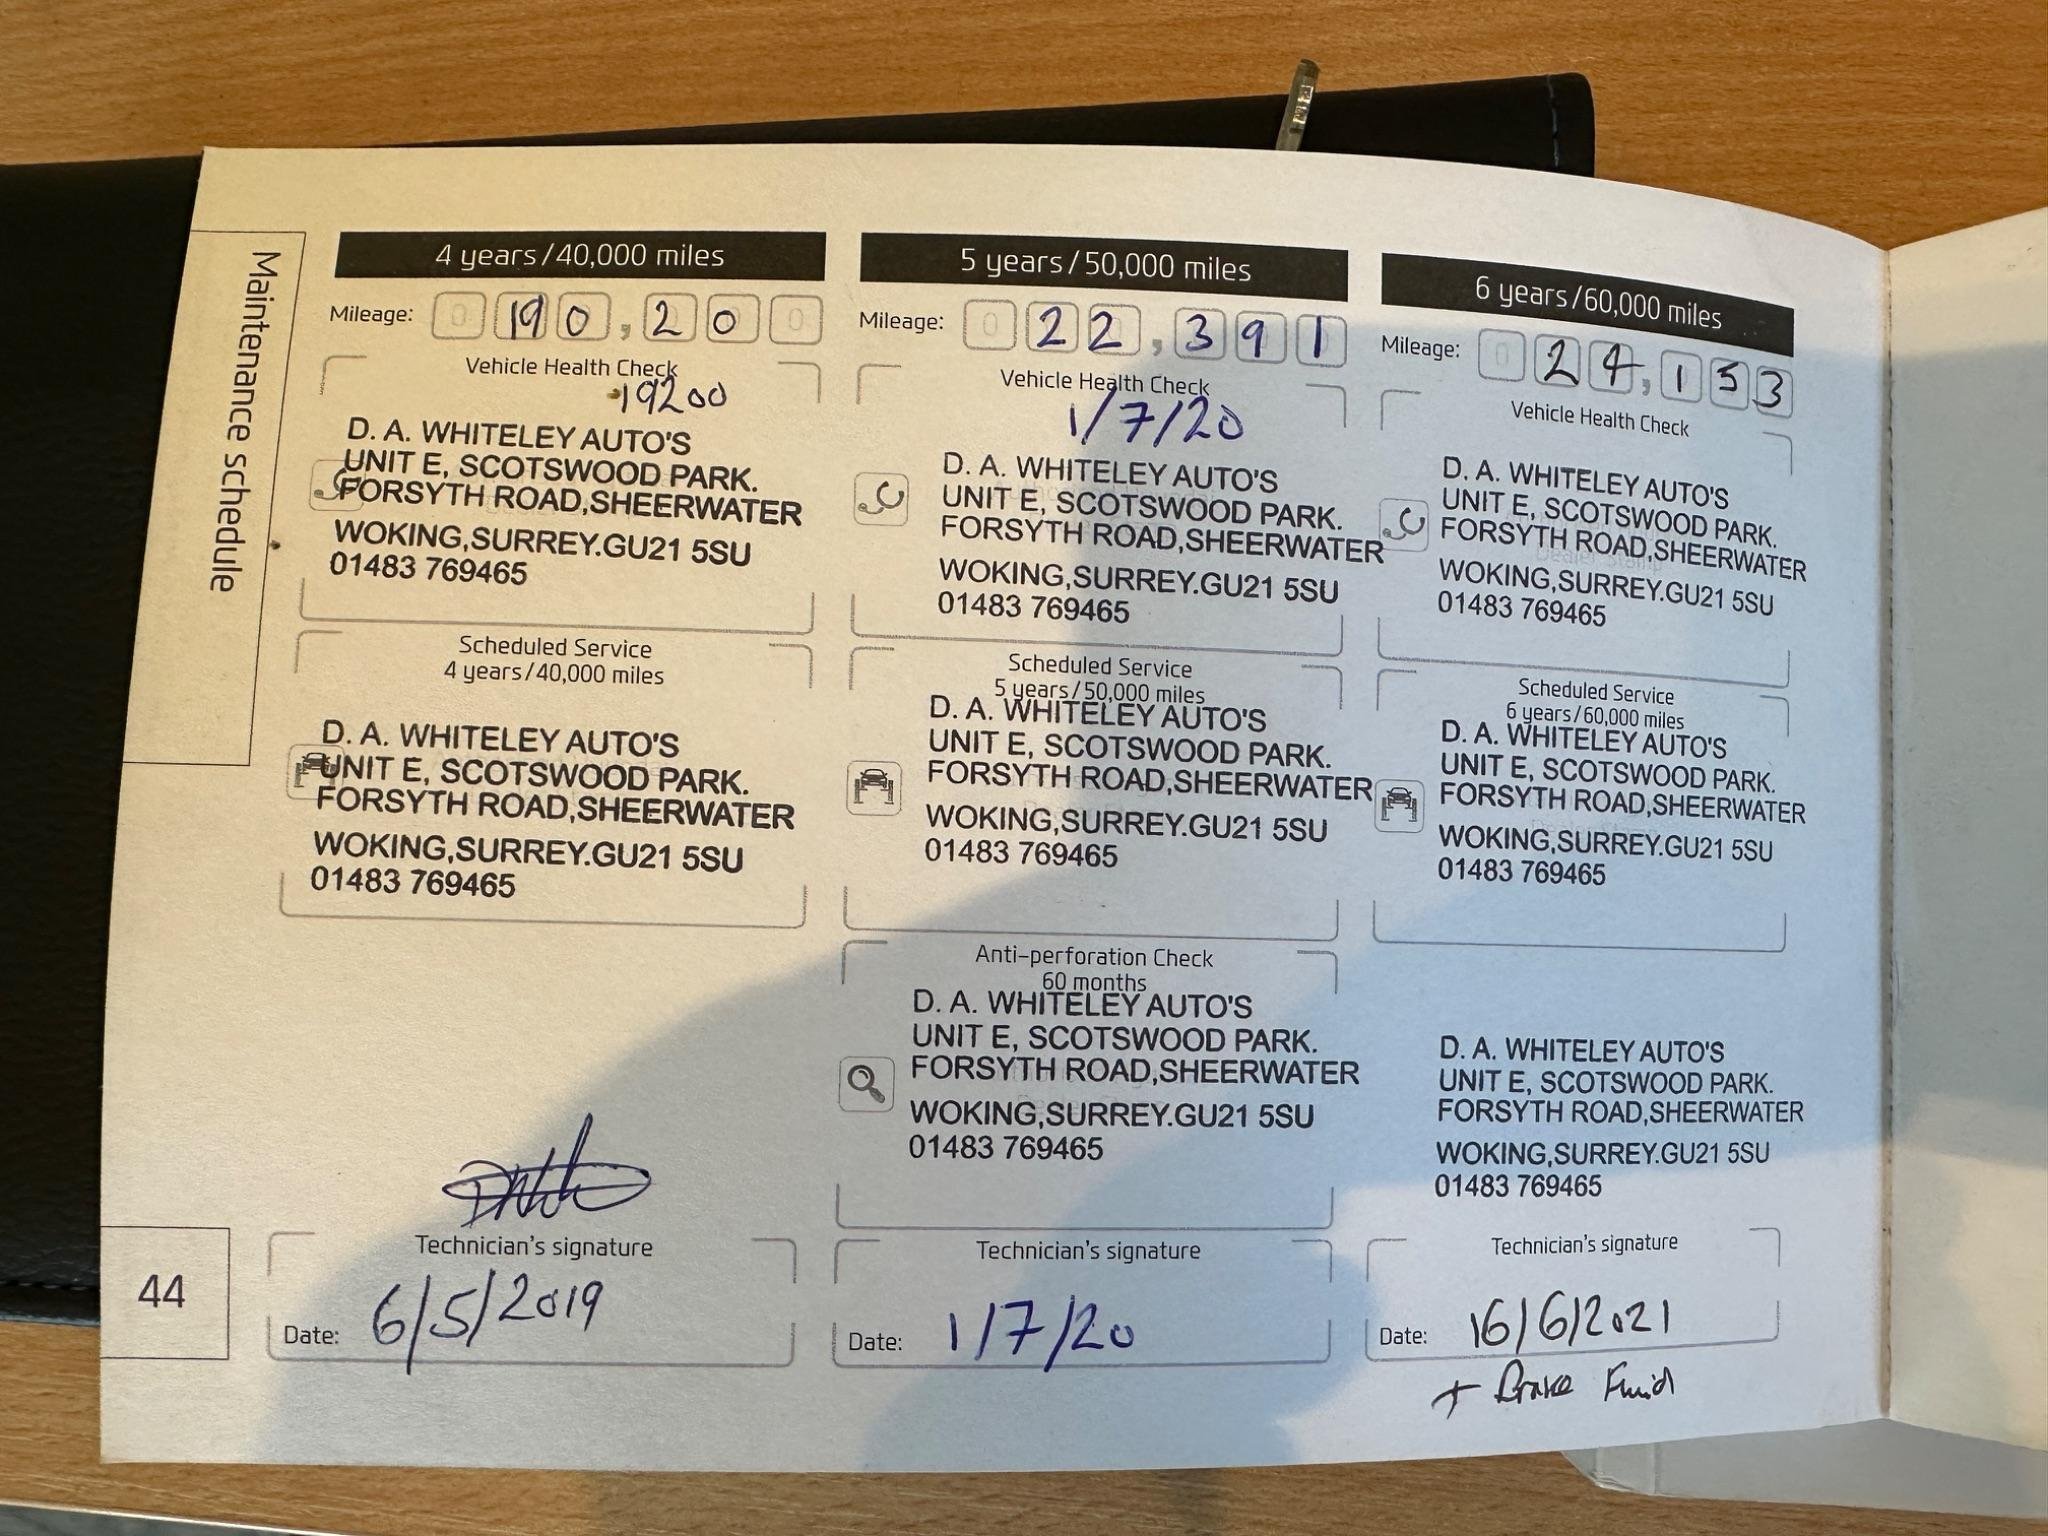 Maintenance schedule
4 years/40,000 miles
Mileage: 190,20
Vehicle Health Check
19200
D. A. WHITELEY AUTO'S
UNIT E, SCOTSWOOD PARK.
FORSYTH ROAD,SHEERWATER
WOKING,SURREY.GU21 5SU
01483 769465
Scheduled Service
4 years/40,000 miles
D. A. WHITELEY AUTO'S
UNIT E, SCOTSWOOD PARK.
FORSYTH ROAD,SHEERWATER
WOKING,SURREY.GU21 5SU
01483 769465
Technician's signature
Date: 6/5/2019
5 years/50,000 miles
Mileage: 22,391
Vehicle Health Check
1/7/20
D. A. WHITELEY AUTO'S
UNIT E, SCOTSWOOD PARK.
FORSYTH ROAD,SHEERWATER
WOKING,SURREY.GU21 5SU
01483 769465
Scheduled Service
5 years/50,000 miles
D. A. WHITELEY AUTO'S
UNIT E, SCOTSWOOD PARK.
FORSYTH ROAD,SHEERWATER
WOKING,SURREY.GU21 5SU
01483 769465
Anti-perforation Check
60 months
D. A. WHITELEY AUTO'S
UNIT E, SCOTSWOOD PARK.
FORSYTH ROAD,SHEERWATER
WOKING,SURREY.GU21 5SU
01483 769465
Technician's signature
Date: 1/7/20
6 years/60,000 miles
Mileage: 24,153
Vehicle Health Check
D. A. WHITELEY AUTO'S
UNIT E, SCOTSWOOD PARK.
FORSYTH ROAD,SHEERWATER
WOKING,SURREY.GU21 5SU
01483 769465
Scheduled Service
6 years/60,000 miles
D. A. WHITELEY AUTO'S
UNIT E, SCOTSWOOD PARK.
FORSYTH ROAD,SHEERWATER
WOKING,SURREY.GU21 5SU
01483 769465
D. A. WHITELEY AUTO'S
UNIT E, SCOTSWOOD PARK.
FORSYTH ROAD,SHEERWATER
WOKING,SURREY.GU21 5SU
01483 769465
Technician's signature
Date: 16/6/2021
+ Brake Fluid
44